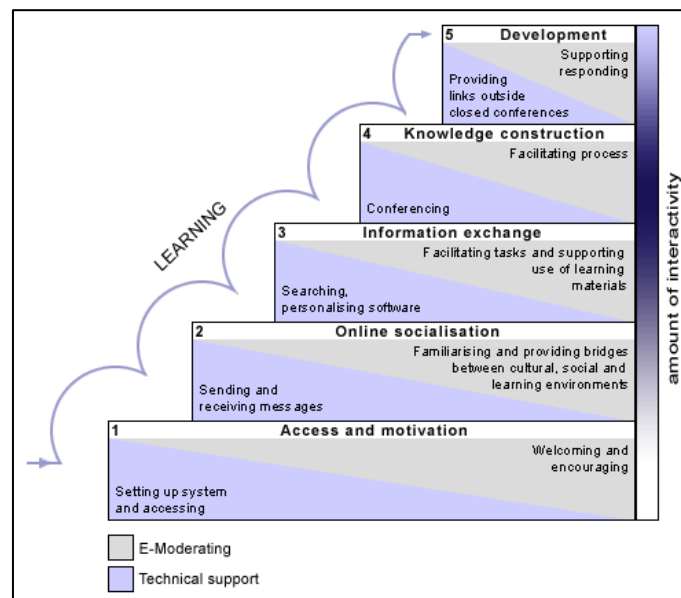 5 Development
Supporting
responding
Providing
links outside
closed conferences
4 Knowledge construction
Facilitating process
Conferencing
3 Information exchange
Facilitating tasks and supporting
use of learning
materials
Searching,
personalising software
2 Online socialisation
Familiarising and providing bridges
between cultural, social and
learning environments
Sending and
receiving messages
1 Access and motivation
Welcoming and
encouraging
Setting up system
and accessing
LEARNING
amount of interactivity
E-Moderating
Technical support